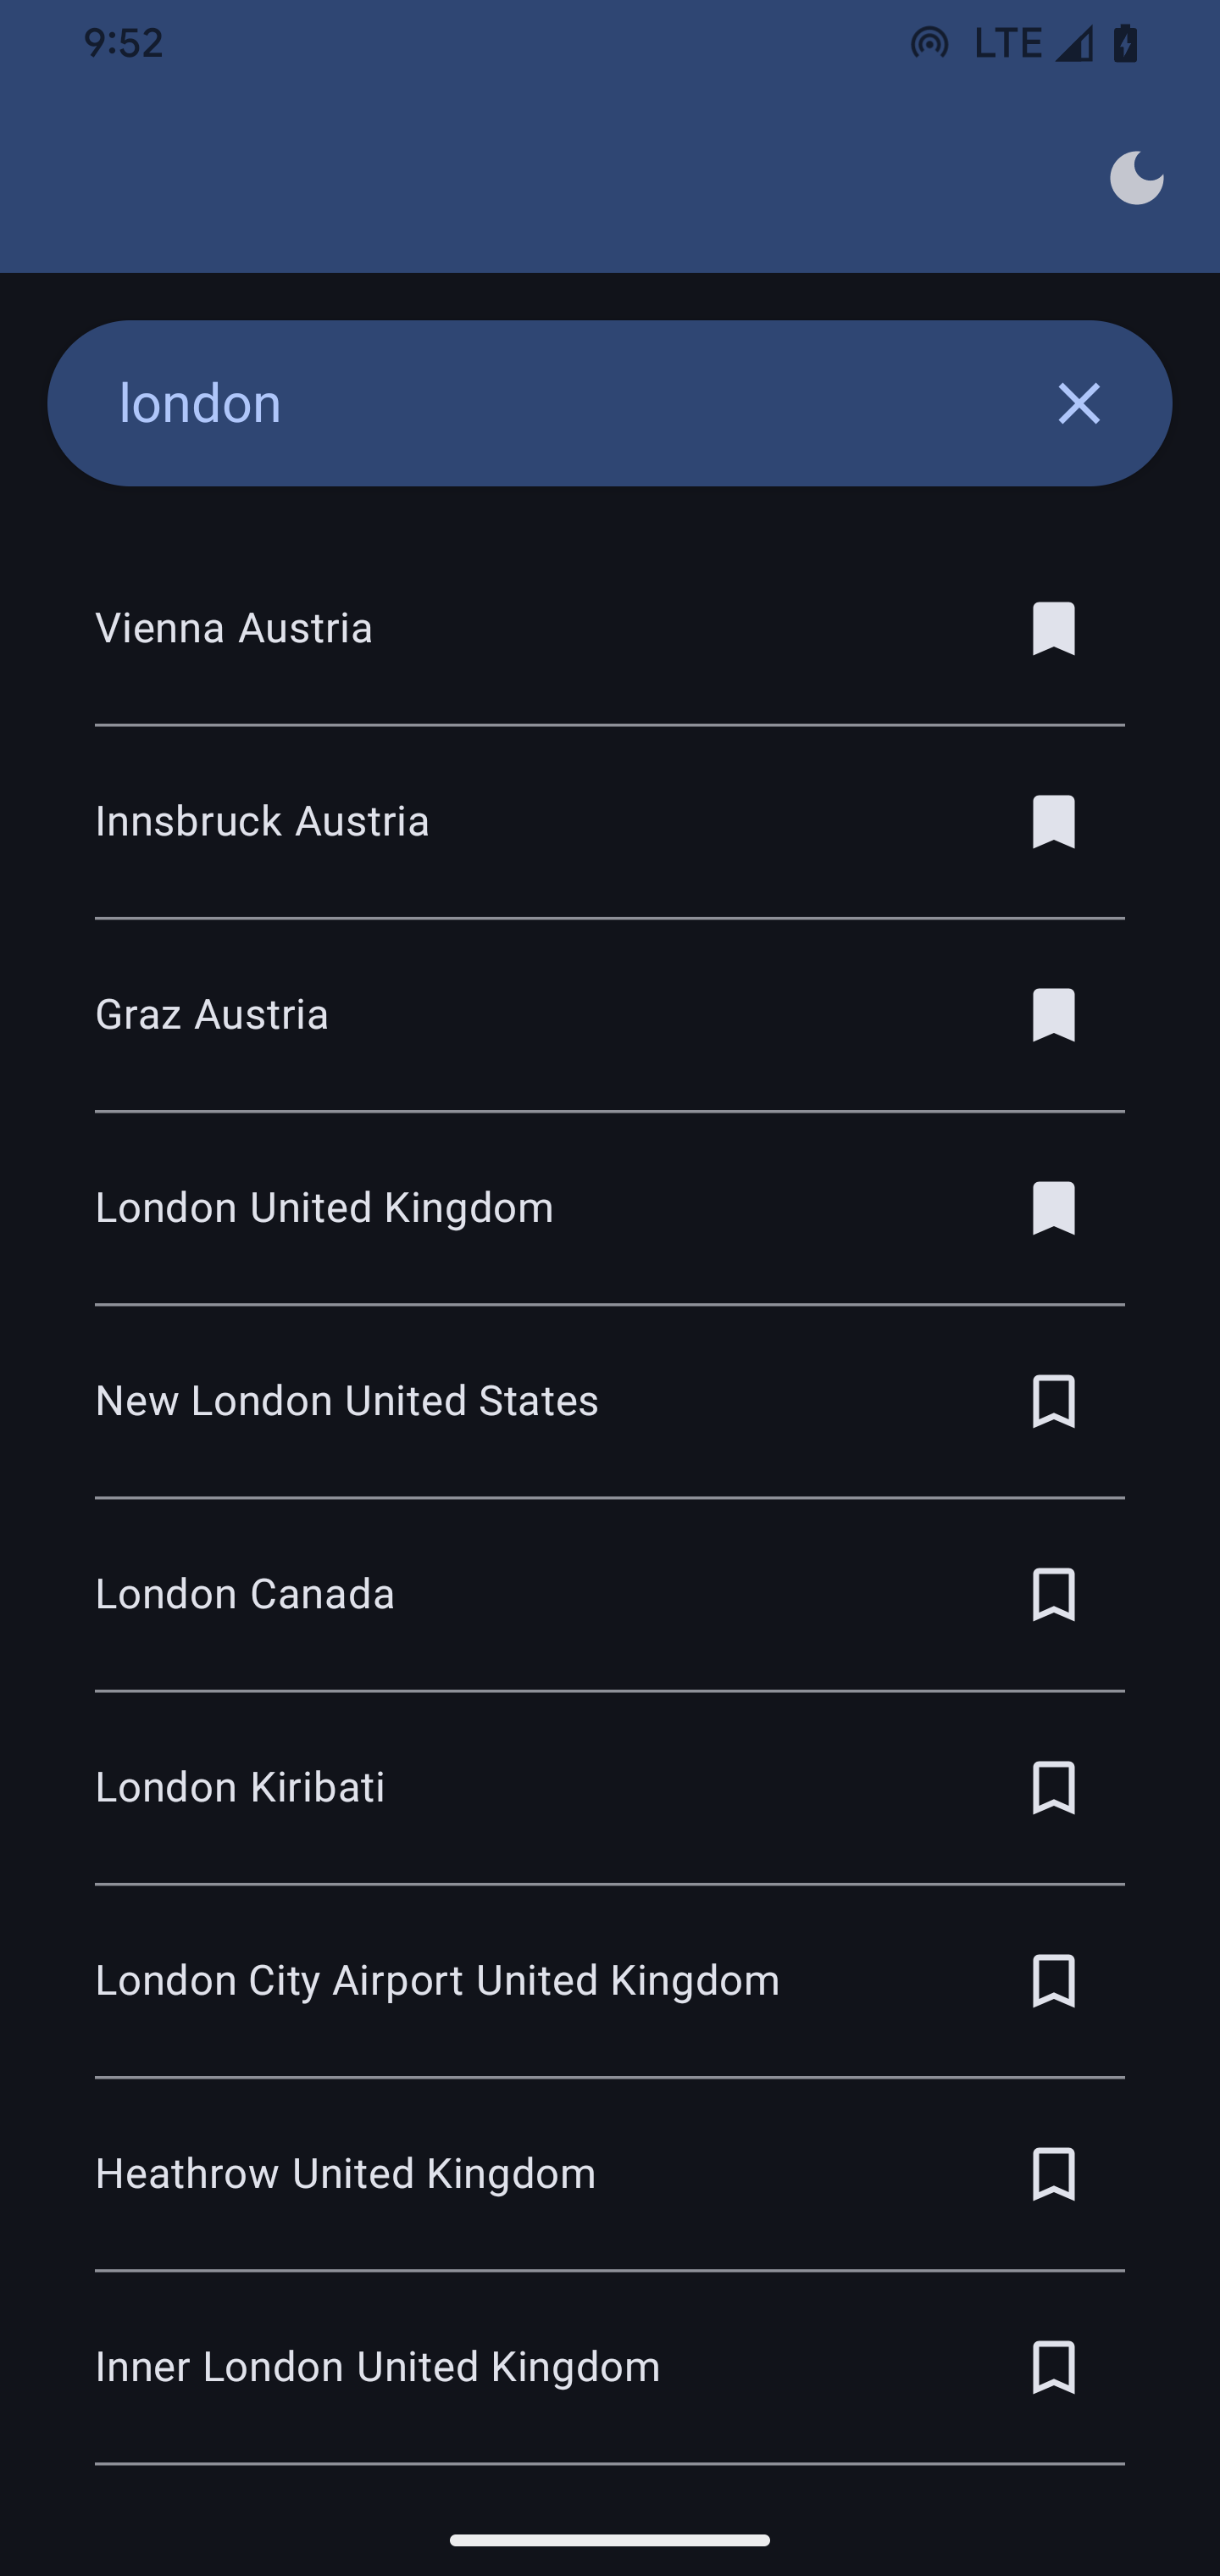 9:52 LTE
london
Vienna Austria
Innsbruck Austria
Graz Austria
London United Kingdom
New London United States
London Canada
London Kiribati
London City Airport United Kingdom
Heathrow United Kingdom
Inner London United Kingdom